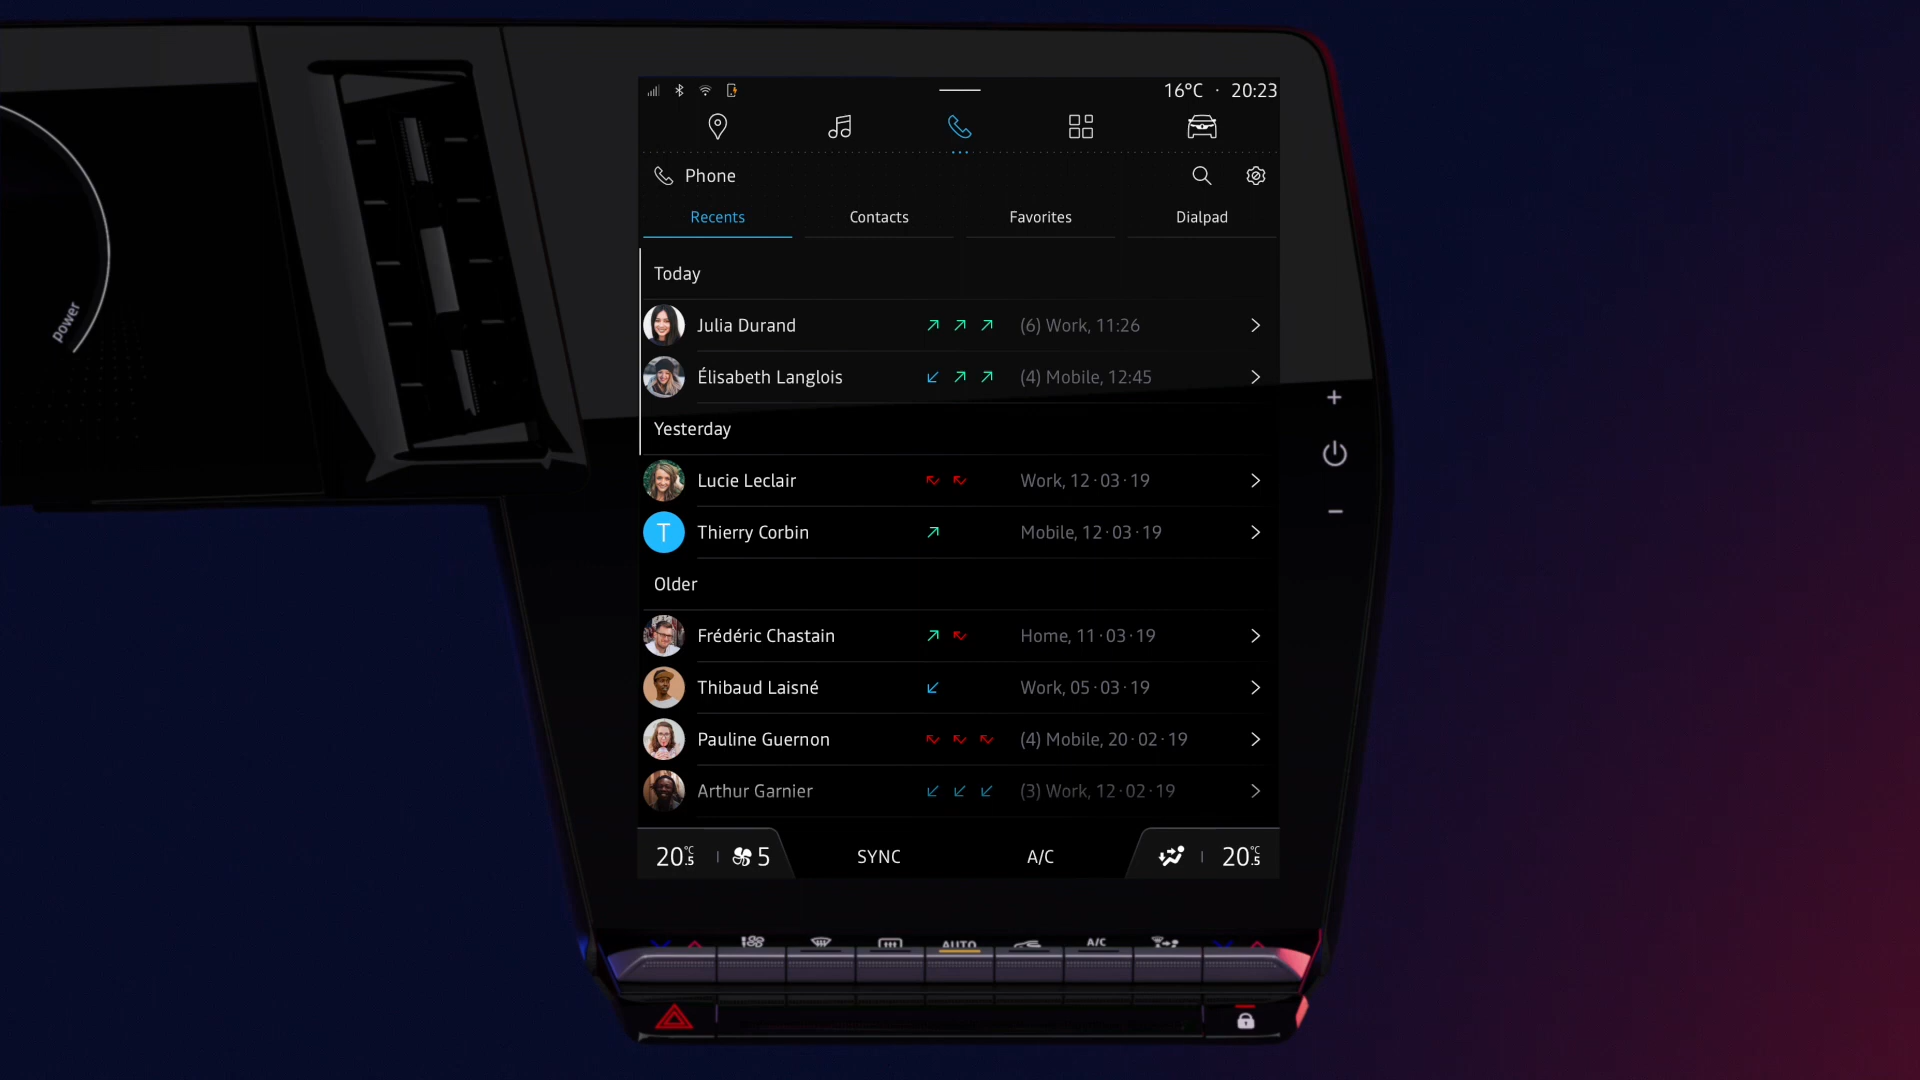 16°C · 20:23
Phone
Recents Contacts Favorites Dialpad
Today
Julia Durand (6) Work, 11:26
Élisabeth Langlois (4) Mobile, 12:45
Yesterday
Lucie Leclair Work, 12·03·19
T Thierry Corbin Mobile, 12·03·19
Older
Frédéric Chastain Home, 11·03·19
Thibaud Laisné Work, 05·03·19
Pauline Guernon (4) Mobile, 20·02·19
Arthur Garnier (3) Work, 12·02·19
20.5°C 5 SYNC A/C 20.5°C
AUTO A/C
Power